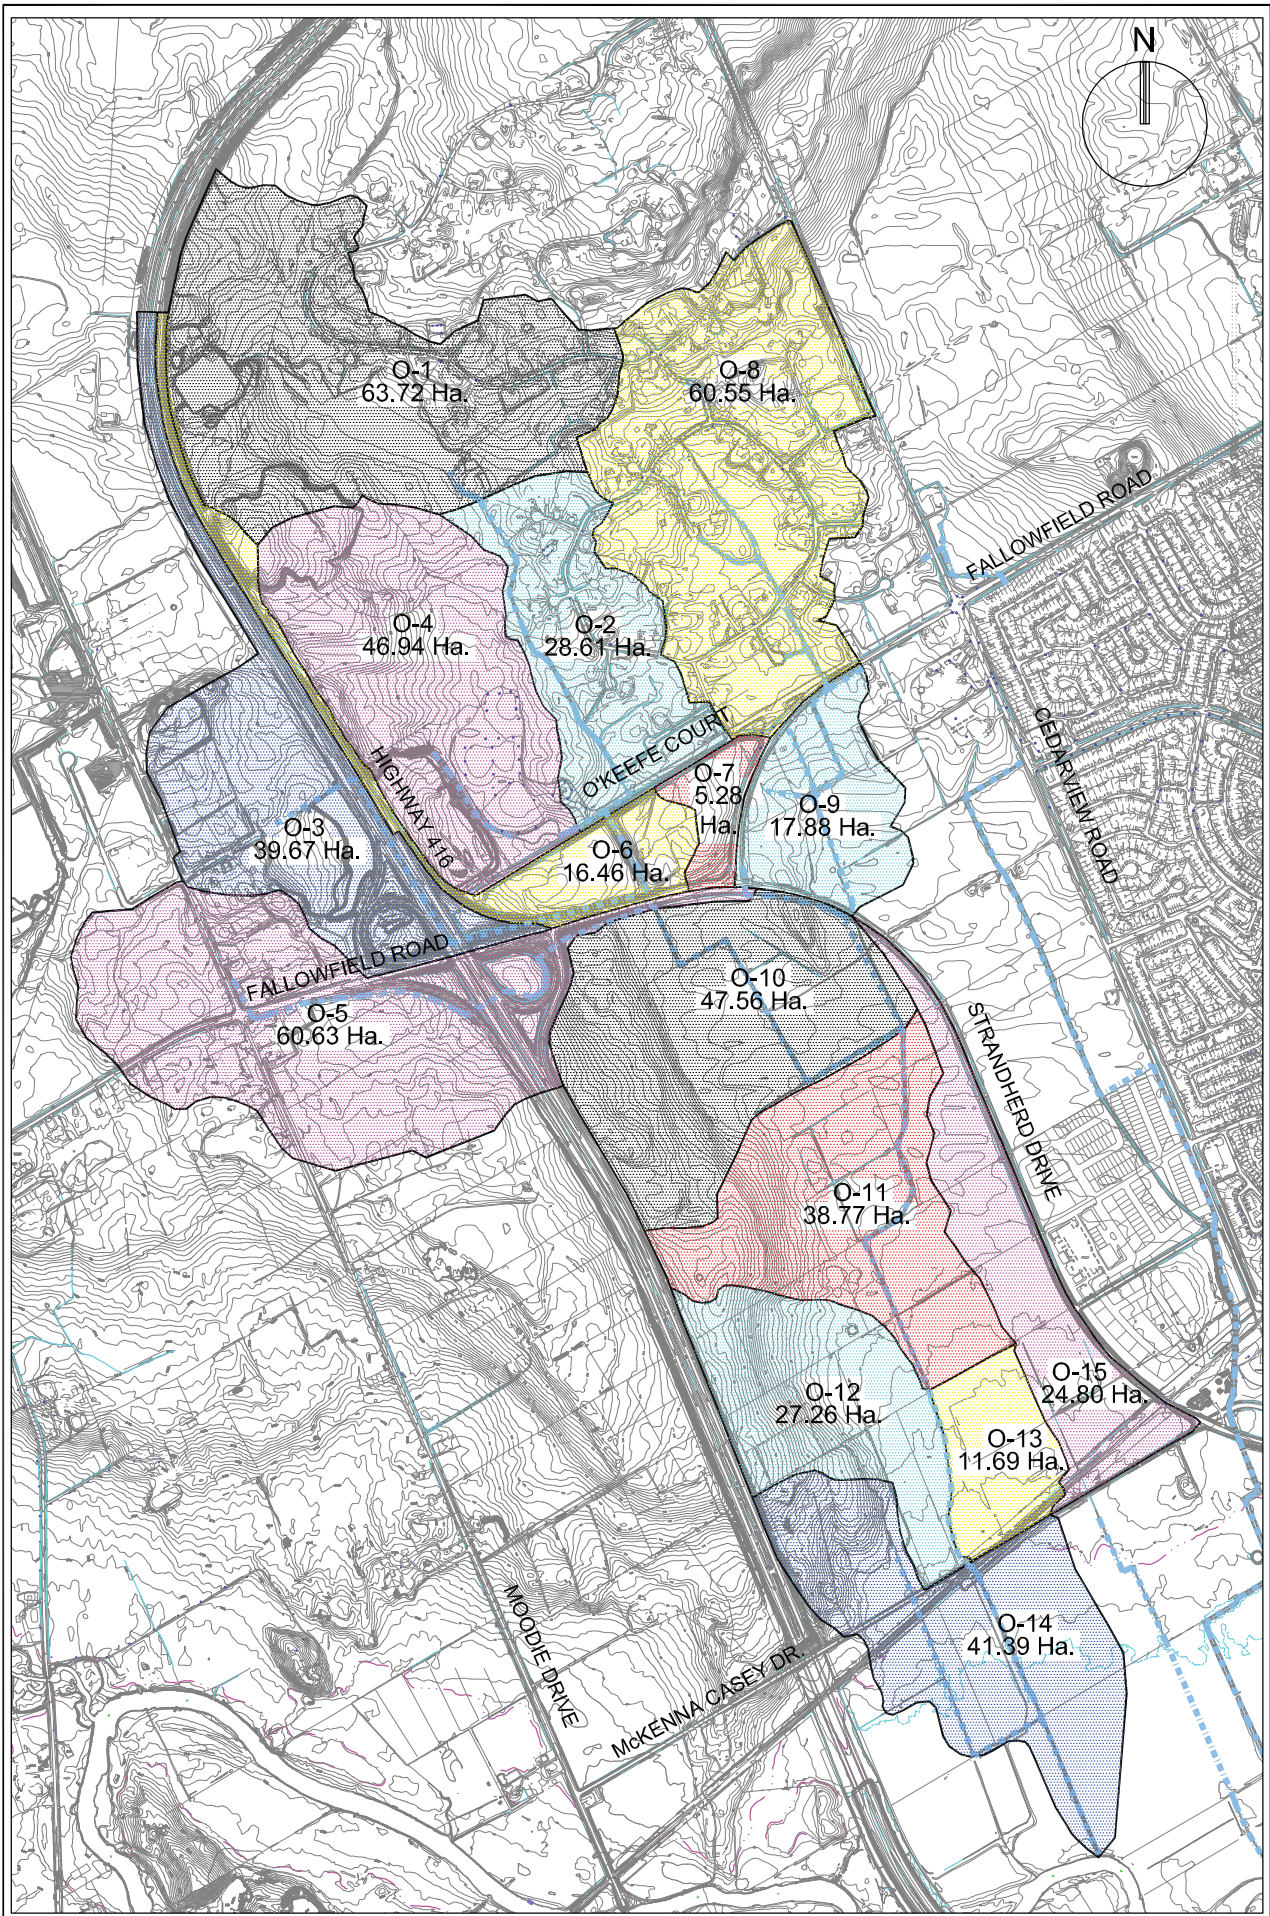 N
O-1
63.72 Ha.
O-8
60.55 Ha.
FALLOWFIELD ROAD
O-4
46.94 Ha.
O-2
28.61 Ha.
CEDARVIEW ROAD
O'KEEFE COURT
HIGHWAY 416
O-7
5.28
Ha.
O-9
17.88 Ha.
O-3
39.67 Ha.
O-6
16.46 Ha.
FALLOWFIELD ROAD
O-10
47.56 Ha.
O-5
60.63 Ha.
STRANDHERD DRIVE
O-11
38.77 Ha.
O-15
24.80 Ha.
O-12
27.26 Ha.
O-13
11.69 Ha.
MOODIE DRIVE
O-14
41.39 Ha.
McKENNA CASEY DR.